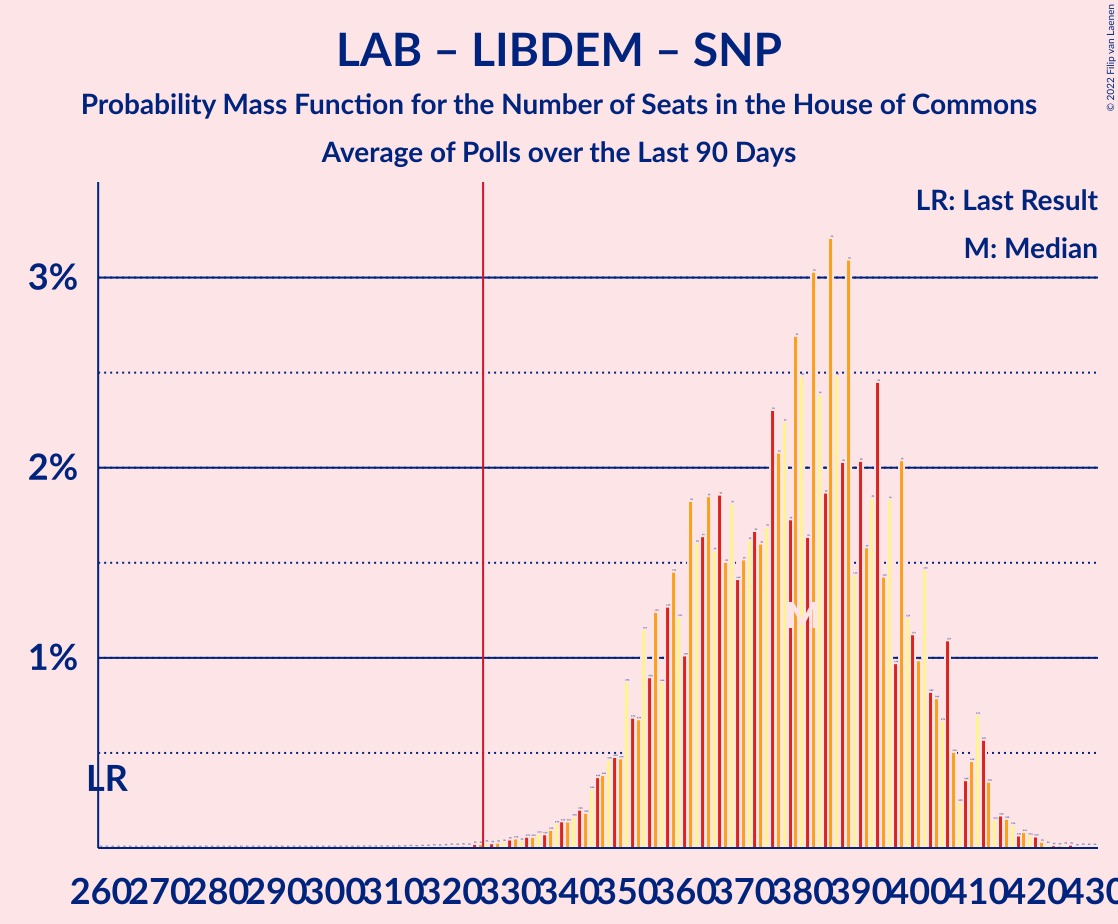 LAB – LIBDEM – SNP
Probability Mass Function for the Number of Seats in the House of Commons
Average of Polls over the Last 90 Days
© 2022 Filip van Laenen
LR: Last Result
M: Median
3%
2%
1%
M
LR
260 270 280 290 300 310 320 330 340 350 360 370 380 390 400 410 420 430